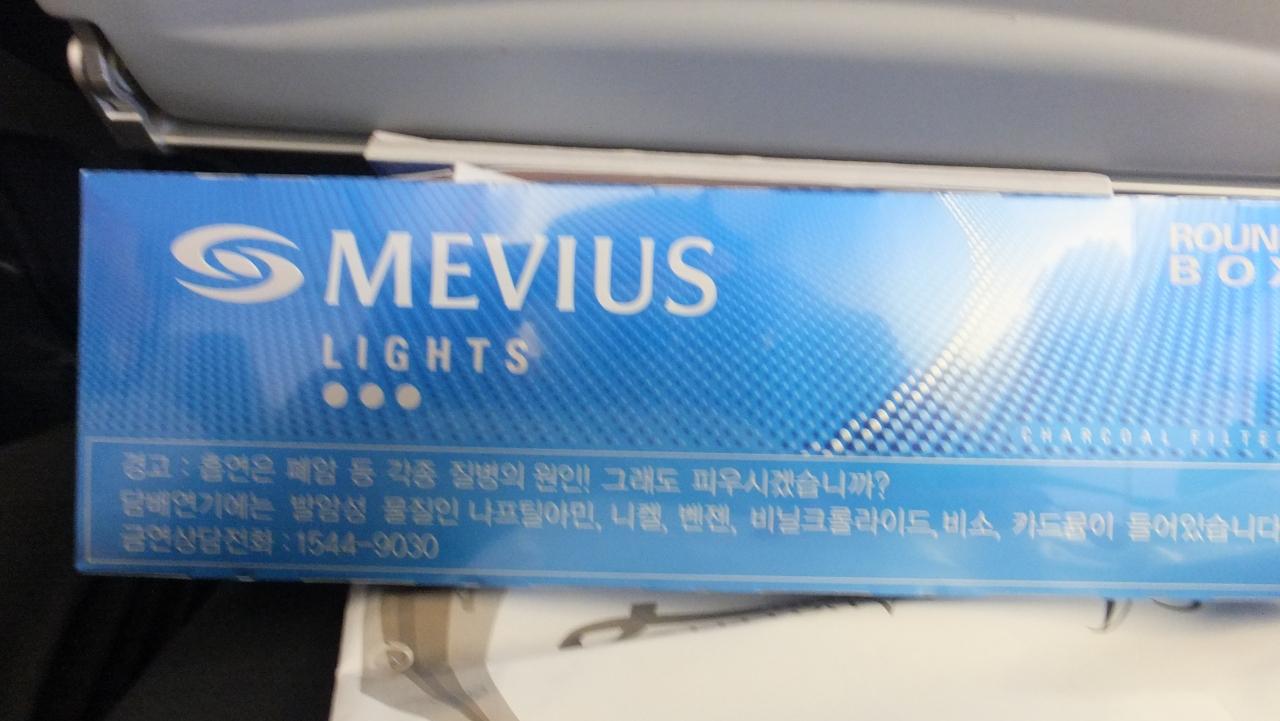 MEVIUS
LIGHTS
ROUN
BOX
CHARCOAL FILTE
경고 : 흡연은 폐암 등 각종 질병의 원인! 그래도 피우시겠습니까?
담배연기에는 발암성 물질인 나프틸아민, 니켈, 벤젠, 비닐크롤라이드, 비소, 카드뮴이 들어있습니다
금연상담전화 : 1544-9030